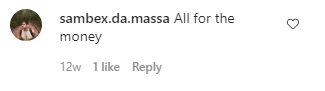 sambex.da.massa All for the
money
12w 1 like Reply